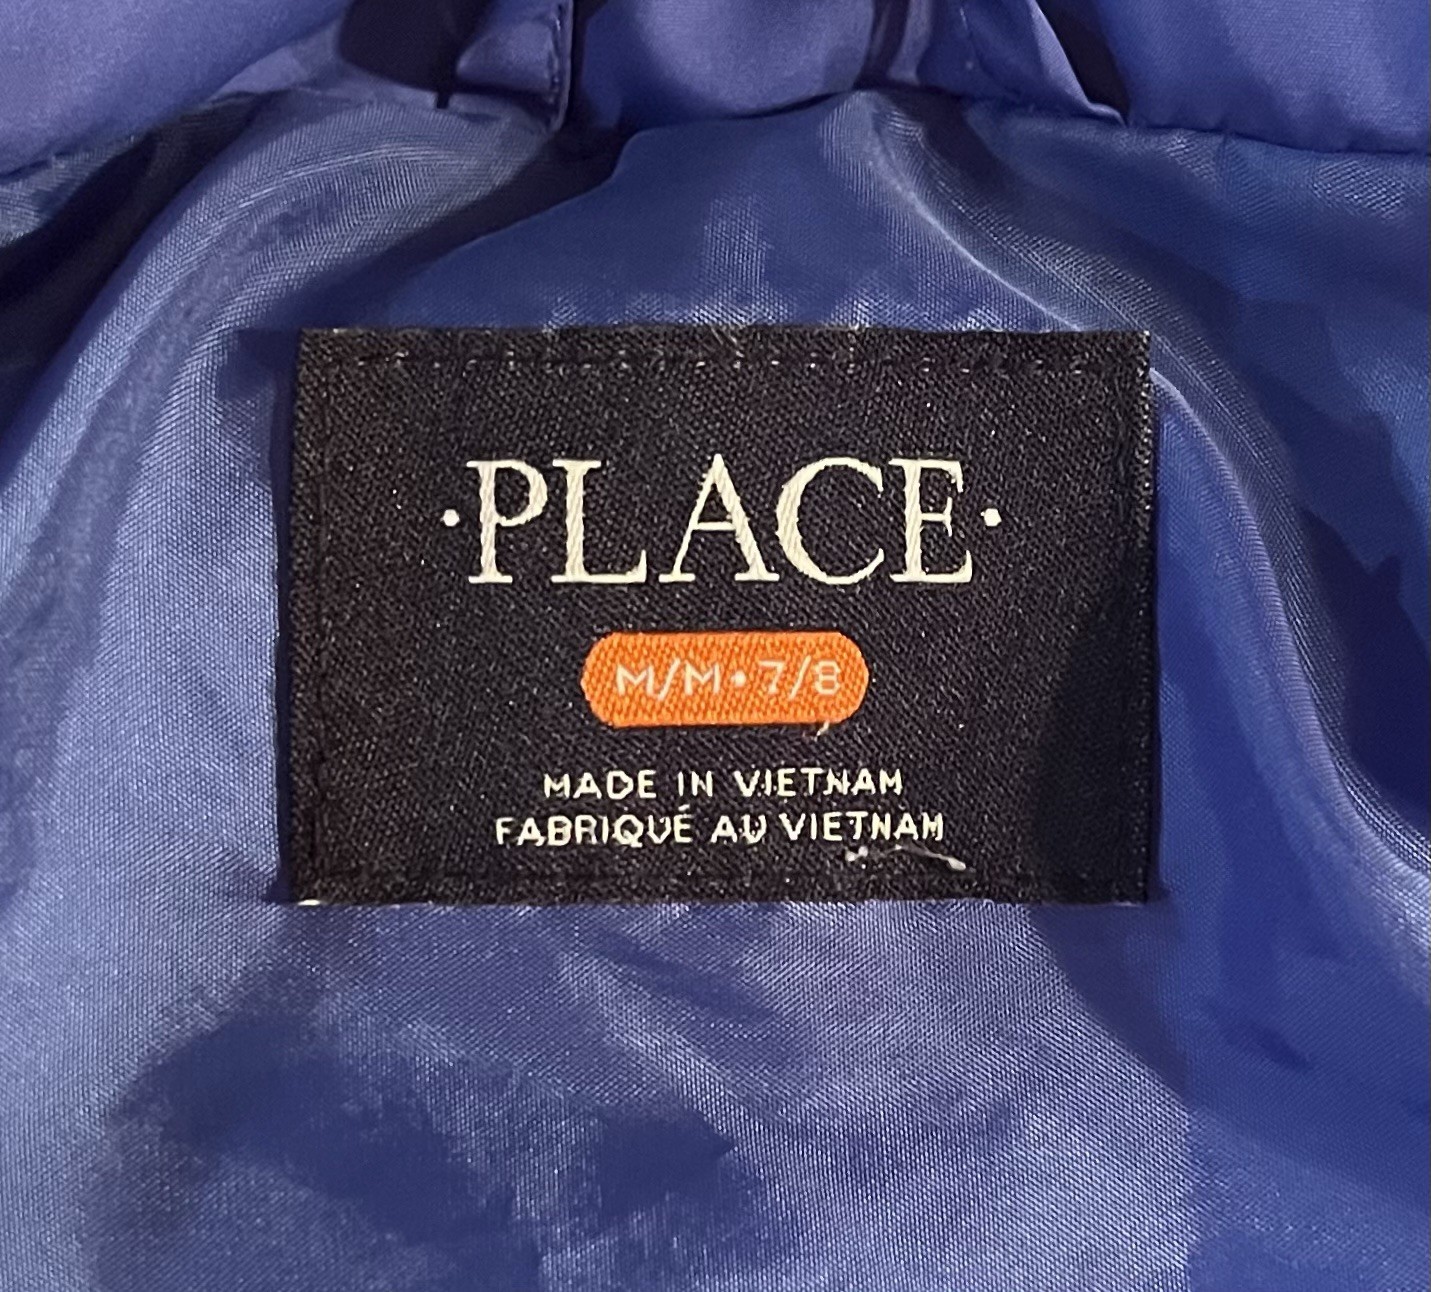 ·PLACE·
M/M·7/8
MADE IN VIETNAM
FABRIQUÉ AU VIETNAM